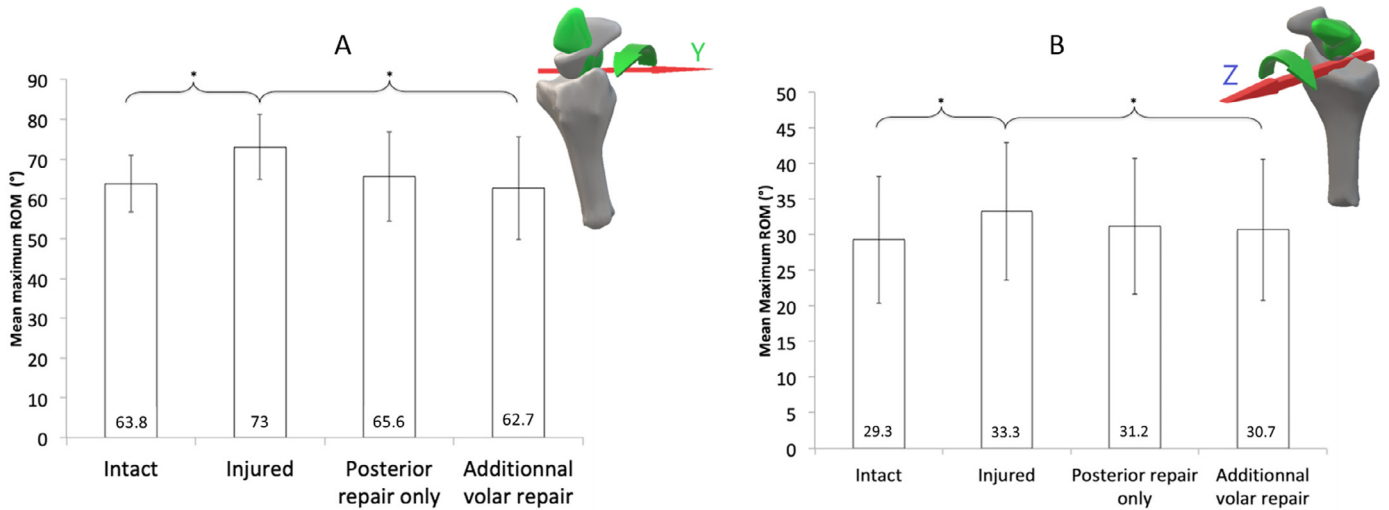 A
Y
*
*
Mean maximum ROM (°)
90
80
70
60
50
40
30
20
10
0
63.8
73
65.6
62.7
Intact
Injured
Posterior
repair only
Additionnal
volar repair
B
Z
*
*
Mean Maximum ROM (°)
50
45
40
35
30
25
20
15
10
5
0
29.3
33.3
31.2
30.7
Intact
Injured
Posterior repair
only
Additionnal
volar repair